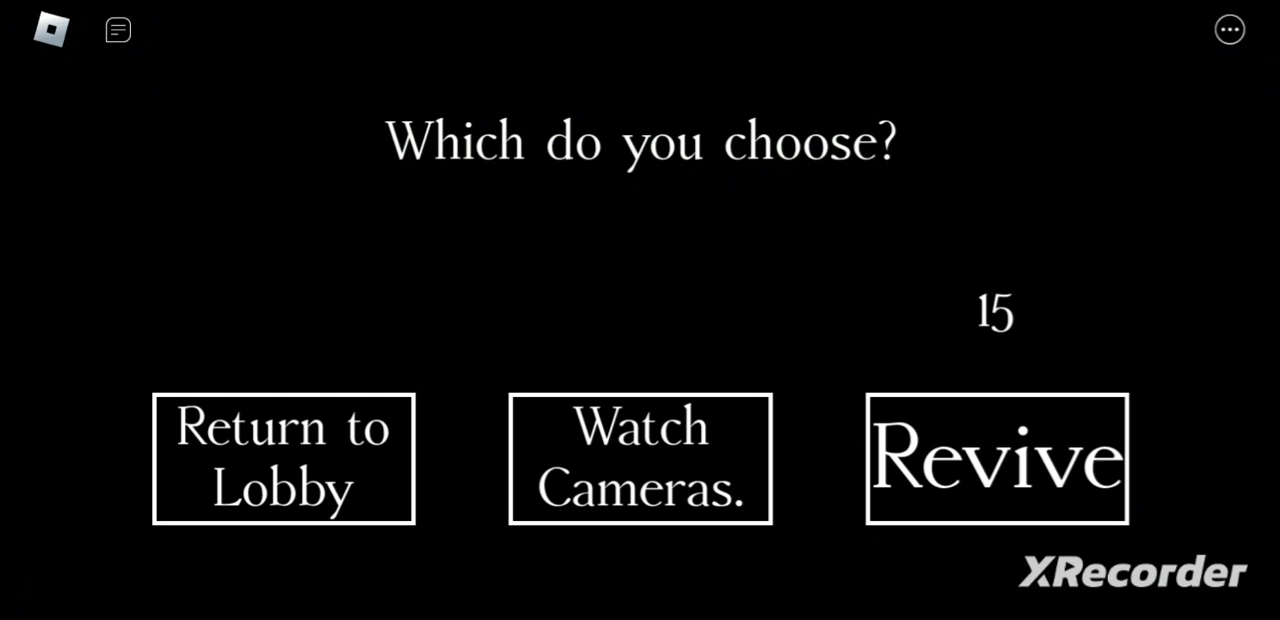 Which do you choose?
15
Return to
Lobby
Watch
Cameras.
Revive
XRecorder